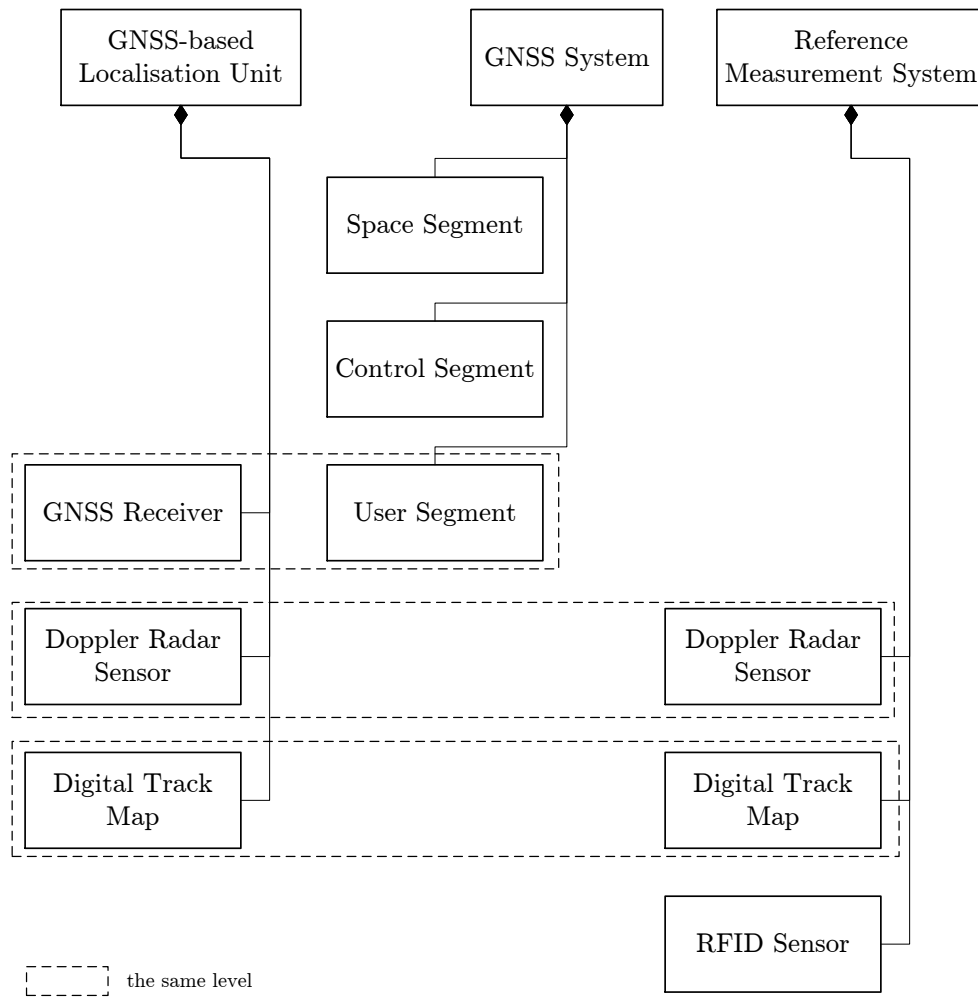 GNSS-based
Localisation Unit
GNSS System
Reference
Measurement System
Space Segment
Control Segment
GNSS Receiver
User Segment
Doppler Radar
Sensor
Doppler Radar
Sensor
Digital Track
Map
Digital Track
Map
RFID Sensor
the same level